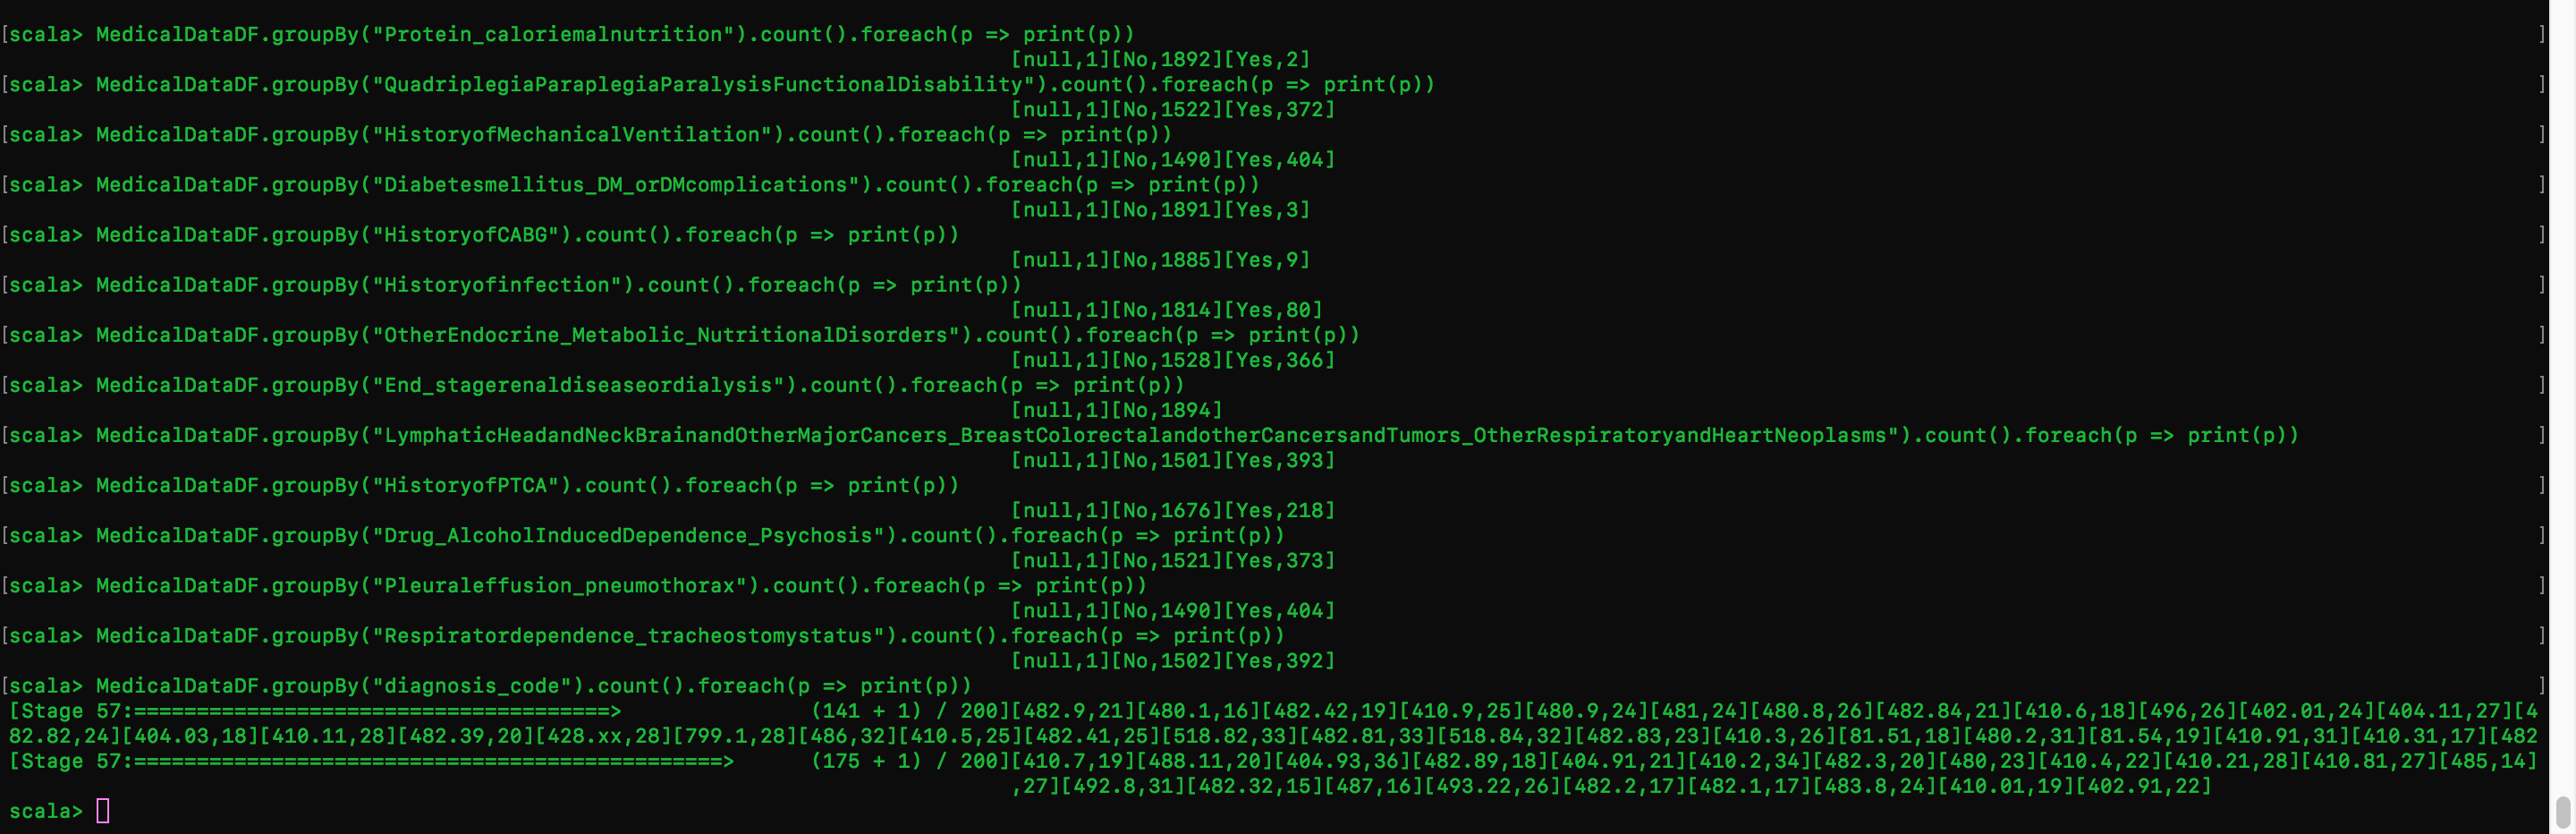 [scala> MedicalDataDF.groupBy("Protein_caloriemalnutrition").count().foreach(p => print(p)) ]
[null,1][No,1892][Yes,2]
[scala> MedicalDataDF.groupBy("QuadriplegiaParaplegiaParalysisFunctionalDisability").count().foreach(p => print(p)) ]
[null,1][No,1522][Yes,372]
[scala> MedicalDataDF.groupBy("HistoryofMechanicalVentilation").count().foreach(p => print(p)) ]
[null,1][No,1490][Yes,404]
[scala> MedicalDataDF.groupBy("Diabetesmellitus_DM_orDMcomplications").count().foreach(p => print(p)) ]
[null,1][No,1891][Yes,3]
[scala> MedicalDataDF.groupBy("HistoryofCABG").count().foreach(p => print(p)) ]
[null,1][No,1885][Yes,9]
[scala> MedicalDataDF.groupBy("Historyofinfection").count().foreach(p => print(p)) ]
[null,1][No,1814][Yes,80]
[scala> MedicalDataDF.groupBy("OtherEndocrine_Metabolic_NutritionalDisorders").count().foreach(p => print(p)) ]
[null,1][No,1528][Yes,366]
[scala> MedicalDataDF.groupBy("End_stagerenaldiseaseordialysis").count().foreach(p => print(p)) ]
[null,1][No,1894]
[scala> MedicalDataDF.groupBy("LymphaticHeadandNeckBrainandOtherMajorCancers_BreastColorectalandotherCancersandTumors_OtherRespiratoryandHeartNeoplasms").count().foreach(p => print(p)) ]
[null,1][No,1501][Yes,393]
[scala> MedicalDataDF.groupBy("HistoryofPTCA").count().foreach(p => print(p)) ]
[null,1][No,1676][Yes,218]
[scala> MedicalDataDF.groupBy("Drug_AlcoholInducedDependence_Psychosis").count().foreach(p => print(p)) ]
[null,1][No,1521][Yes,373]
[scala> MedicalDataDF.groupBy("Pleuraleffusion_pneumothorax").count().foreach(p => print(p)) ]
[null,1][No,1490][Yes,404]
[scala> MedicalDataDF.groupBy("Respiratordependence_tracheostomystatus").count().foreach(p => print(p)) ]
[null,1][No,1502][Yes,392]
[scala> MedicalDataDF.groupBy("diagnosis_code").count().foreach(p => print(p)) ]
[Stage 57:======================================> (141 + 1) / 200][482.9,21][480.1,16][482.42,19][410.9,25][480.9,24][481,24][480.8,26][482.84,21][410.6,18][496,26][402.01,24][404.11,27][4
82.82,24][404.03,18][410.11,28][482.39,20][428.xx,28][799.1,28][486,32][410.5,25][482.41,25][518.82,33][482.81,33][518.84,32][482.83,23][410.3,26][81.51,18][480.2,31][81.54,19][410.91,31][410.31,17][482
[Stage 57:===============================================> (175 + 1) / 200][410.7,19][488.11,20][404.93,36][482.89,18][404.91,21][410.2,34][482.3,20][480,23][410.4,22][410.21,28][410.81,27][485,14]
,27][492.8,31][482.32,15][487,16][493.22,26][482.2,17][482.1,17][483.8,24][410.01,19][402.91,22]
scala>